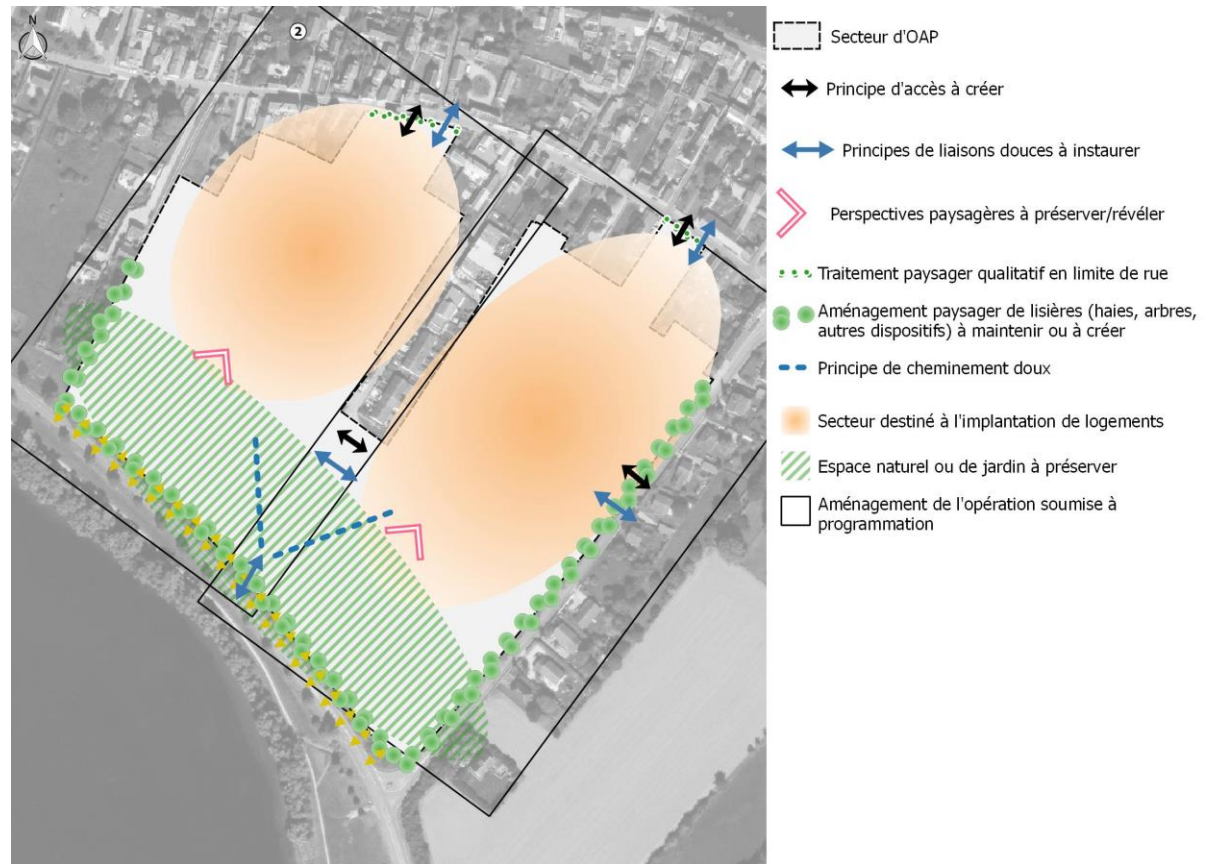 N
2
Secteur d'OAP
Principe d'accès à créer
Principes de liaisons douces à instaurer
Perspectives paysagères à préserver/révéler
Traitement paysager qualitatif en limite de rue
Aménagement paysager de lisières (haies, arbres,
autres dispositifs) à maintenir ou à créer
Principe de cheminement doux
Secteur destiné à l'implantation de logements
Espace naturel ou de jardin à préserver
Aménagement de l'opération soumise à
programmation